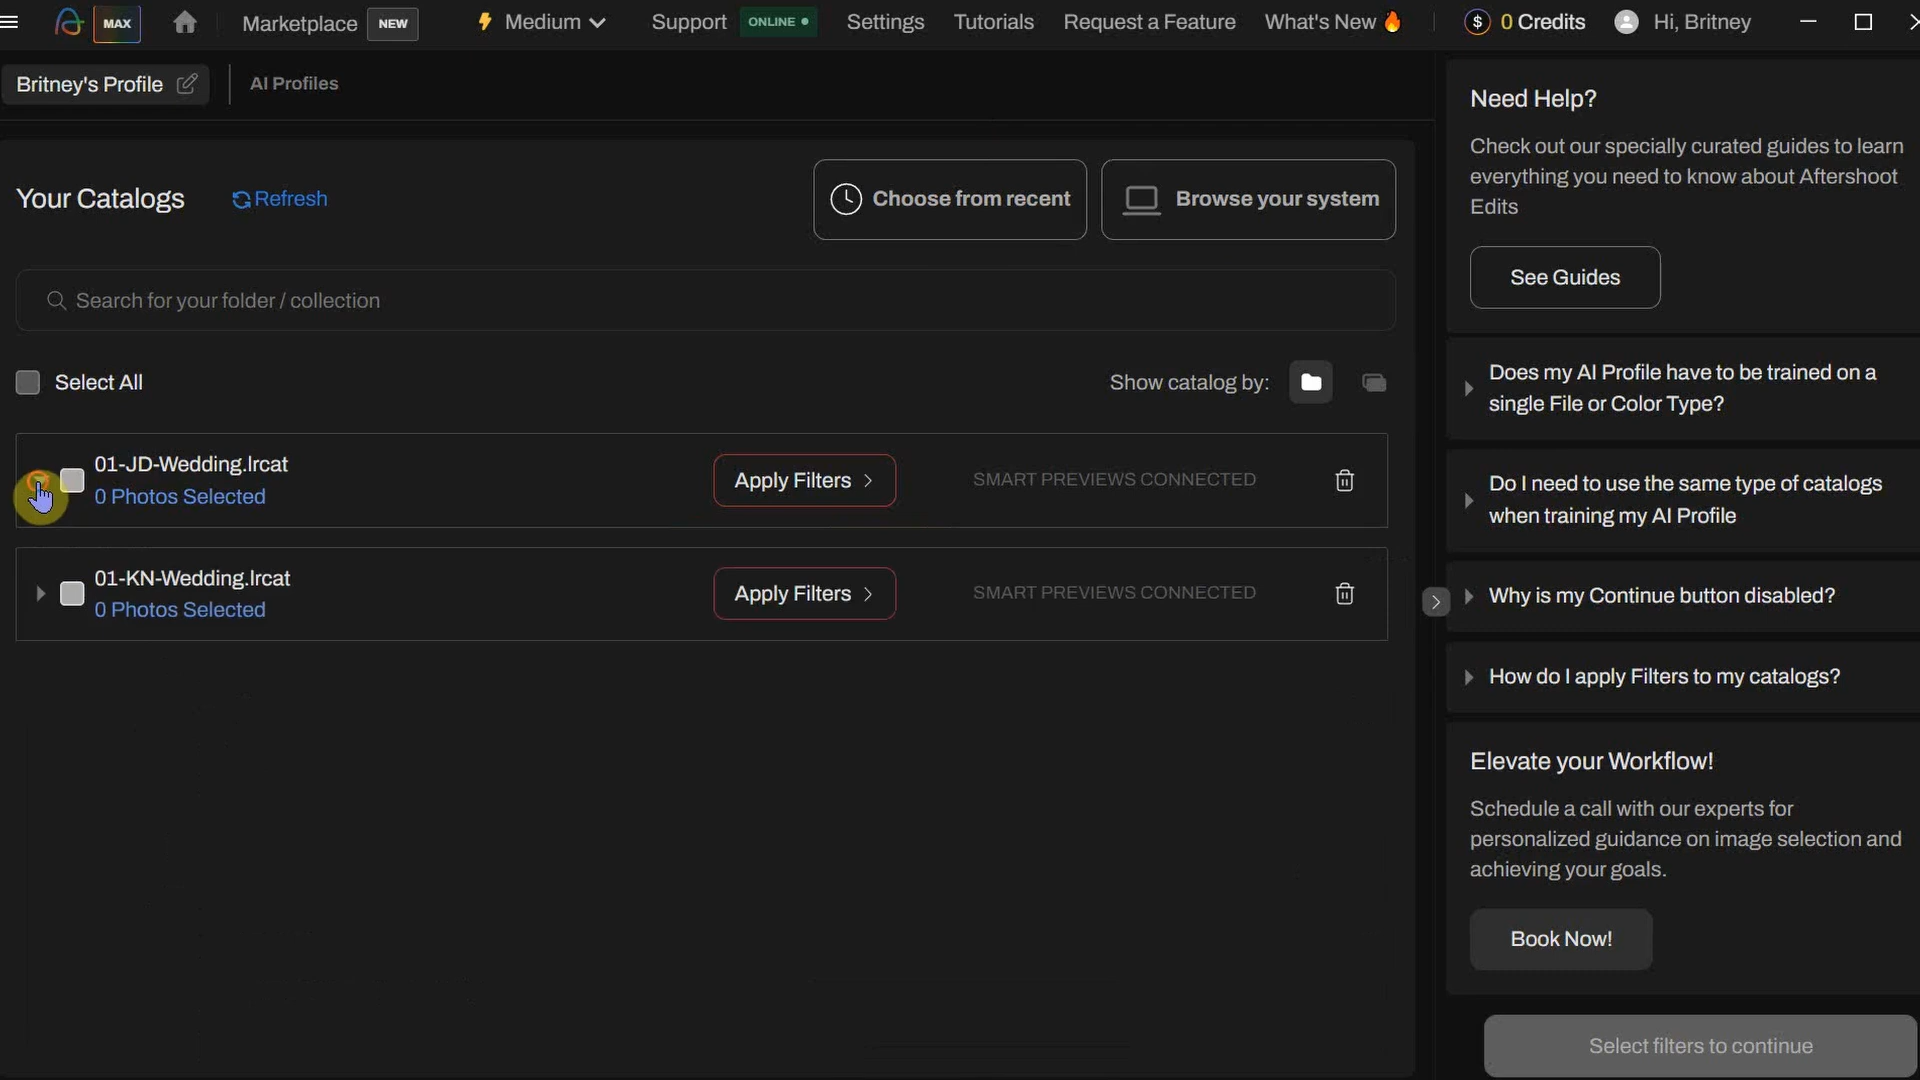 MAX
Marketplace NEW
Medium
Support ONLINE
Settings
Tutorials
Request a Feature
What's New
$ 0 Credits
Hi, Britney
Britney's Profile
AI Profiles
Your Catalogs
Refresh
Choose from recent
Browse your system
Search for your folder / collection
Select All
Show catalog by:
01-JD-Wedding.lrcat
0 Photos Selected
Apply Filters
SMART PREVIEWS CONNECTED
01-KN-Wedding.lrcat
0 Photos Selected
Apply Filters
SMART PREVIEWS CONNECTED
Need Help?
Check out our specially curated guides to learn
everything you need to know about Aftershoot
Edits
See Guides
Does my AI Profile have to be trained on a
single File or Color Type?
Do I need to use the same type of catalogs
when training my AI Profile
Why is my Continue button disabled?
How do I apply Filters to my catalogs?
Elevate your Workflow!
Schedule a call with our experts for
personalized guidance on image selection and
achieving your goals.
Book Now!
Select filters to continue